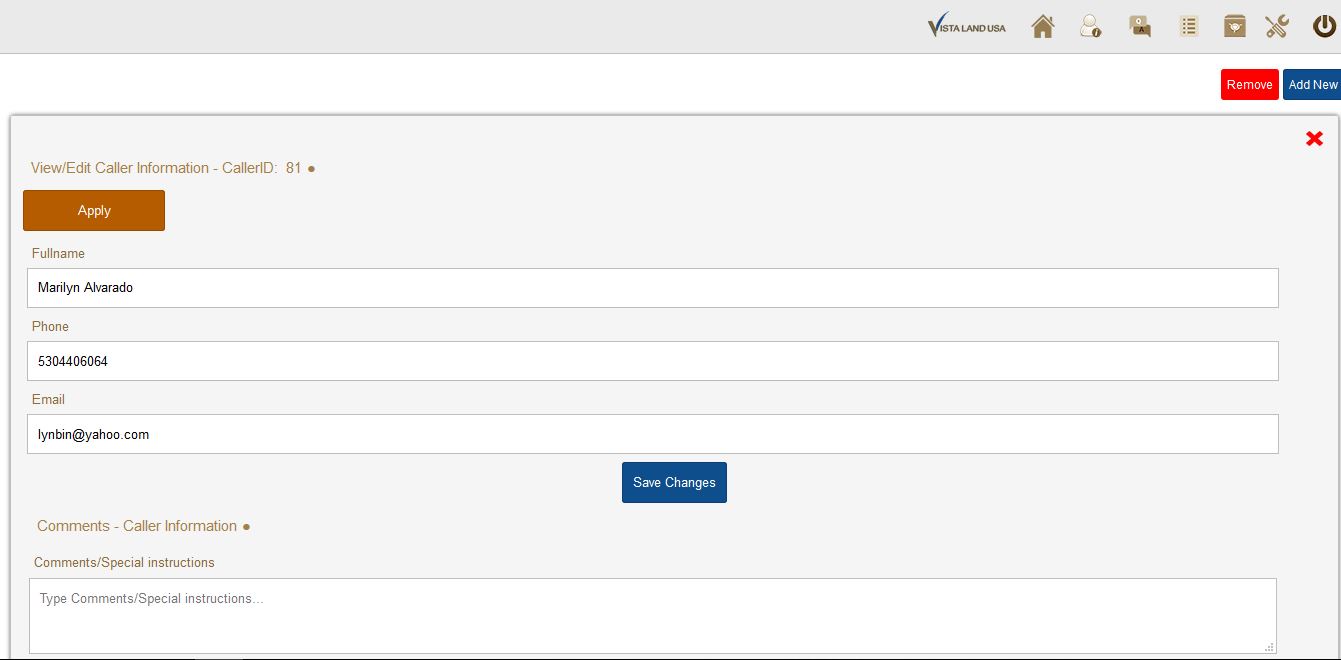 VISTA LAND USA
Q
A
Remove Add New
View/Edit Caller Information - CallerID: 81 ●
Apply
Fullname
Marilyn Alvarado
Phone
5304406064
Email
lynbin@yahoo.com
Save Changes
Comments - Caller Information ●
Comments/Special instructions
Type Comments/Special instructions...